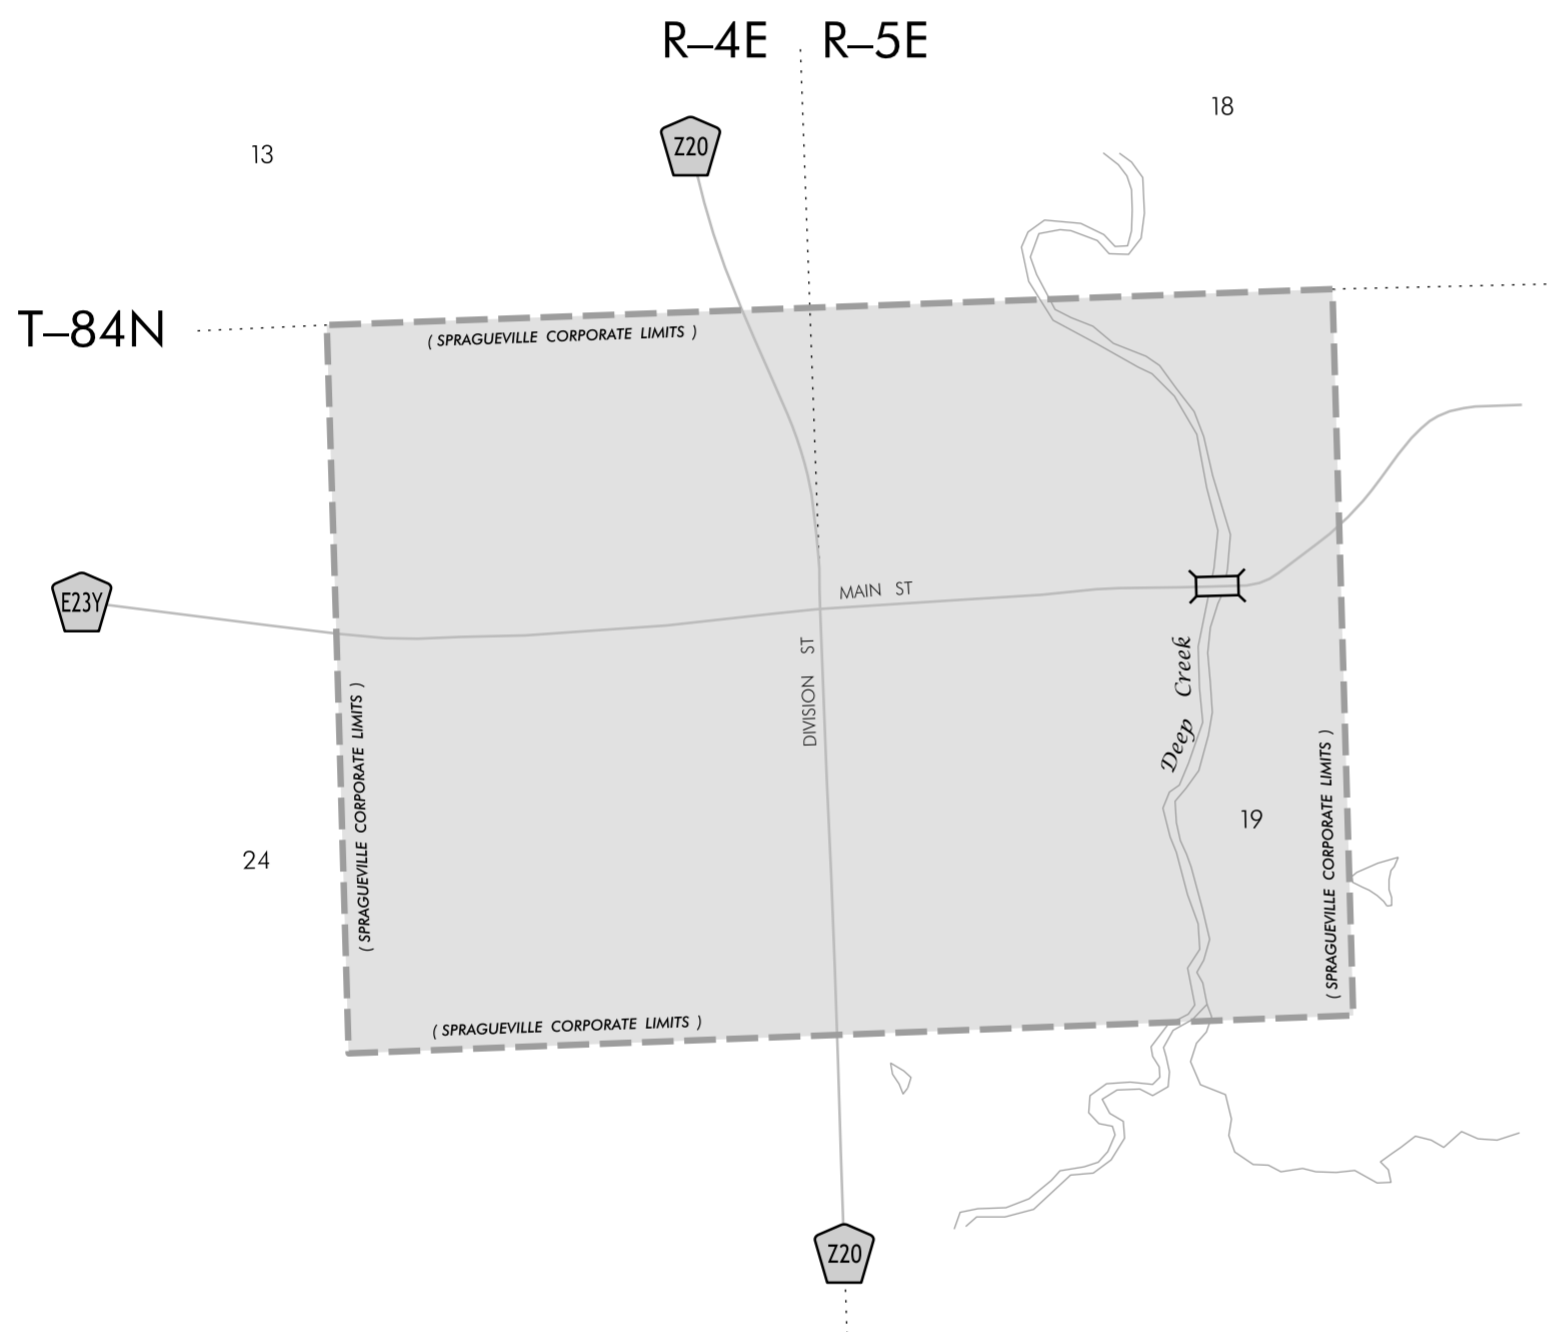 R–4E
R–5E
18
13
Z20
T–84N
( SPRAGUEVILLE CORPORATE LIMITS )
E23Y
MAIN ST
DIVISION ST
Deep Creek
( SPRAGUEVILLE CORPORATE LIMITS )
( SPRAGUEVILLE CORPORATE LIMITS )
19
24
( SPRAGUEVILLE CORPORATE LIMITS )
Z20